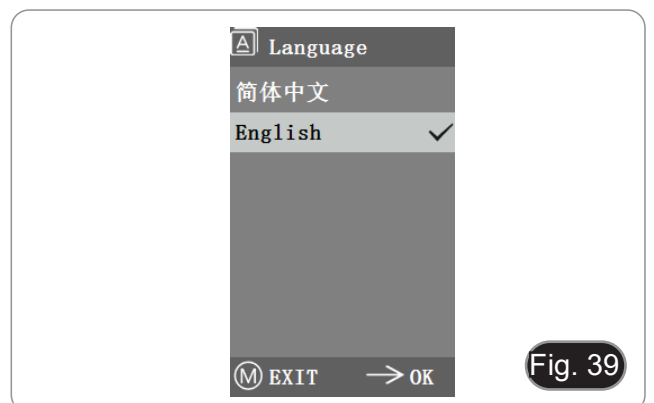 A Language
简体中文
English
M EXIT → OK
Fig. 39